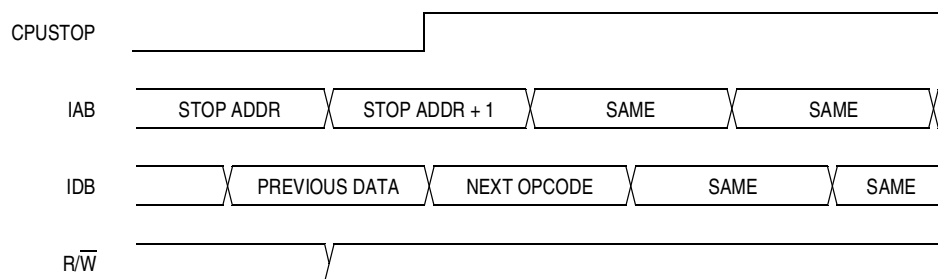 CPUSTOP
IAB STOP ADDR STOP ADDR + 1 SAME SAME
IDB PREVIOUS DATA NEXT OPCODE SAME SAME
R/W̅